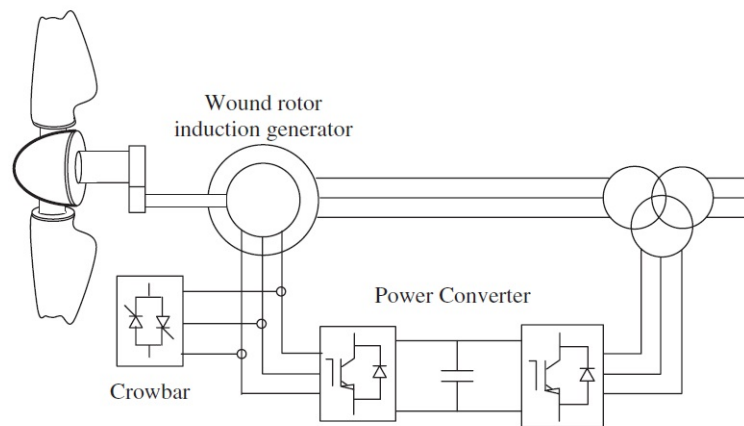 Wound rotor
induction generator
Power Converter
Crowbar